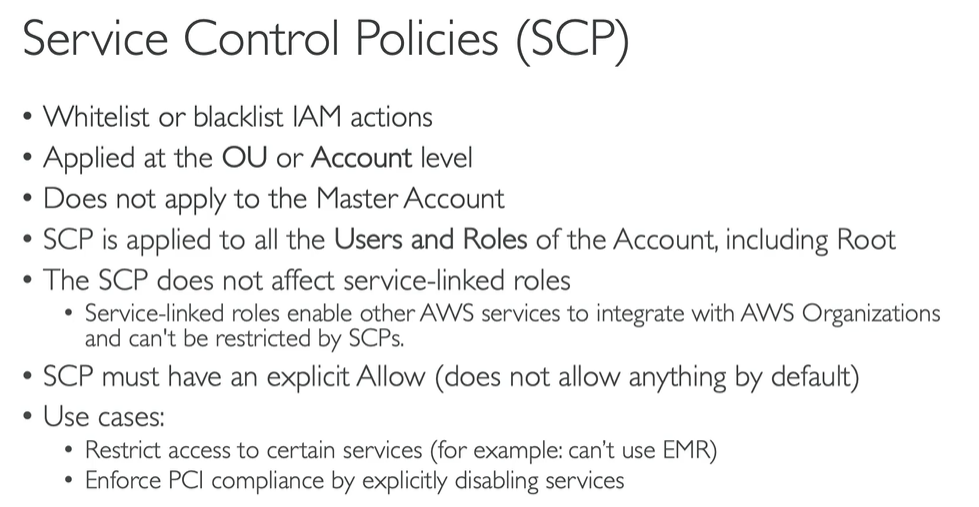 Service Control Policies (SCP)
• Whitelist or blacklist IAM actions
• Applied at the OU or Account level
• Does not apply to the Master Account
• SCP is applied to all the Users and Roles of the Account, including Root
• The SCP does not affect service-linked roles
• Service-linked roles enable other AWS services to integrate with AWS Organizations
and can't be restricted by SCPs.
• SCP must have an explicit Allow (does not allow anything by default)
• Use cases:
• Restrict access to certain services (for example: can't use EMR)
• Enforce PCI compliance by explicitly disabling services